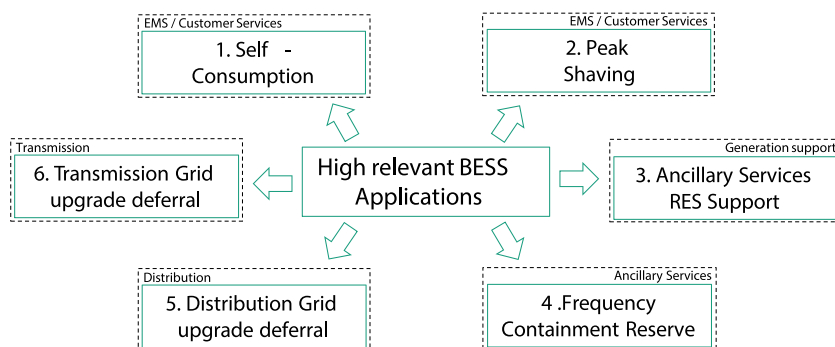 EMS / Customer Services
1. Self -
Consumption
EMS / Customer Services
2. Peak
Shaving
Transmission
6. Transmission Grid
upgrade deferral
High relevant BESS
Applications
Generation support
3. Ancillary Services
RES Support
Distribution
5. Distribution Grid
upgrade deferral
Ancillary Services
4 .Frequency
Containment Reserve